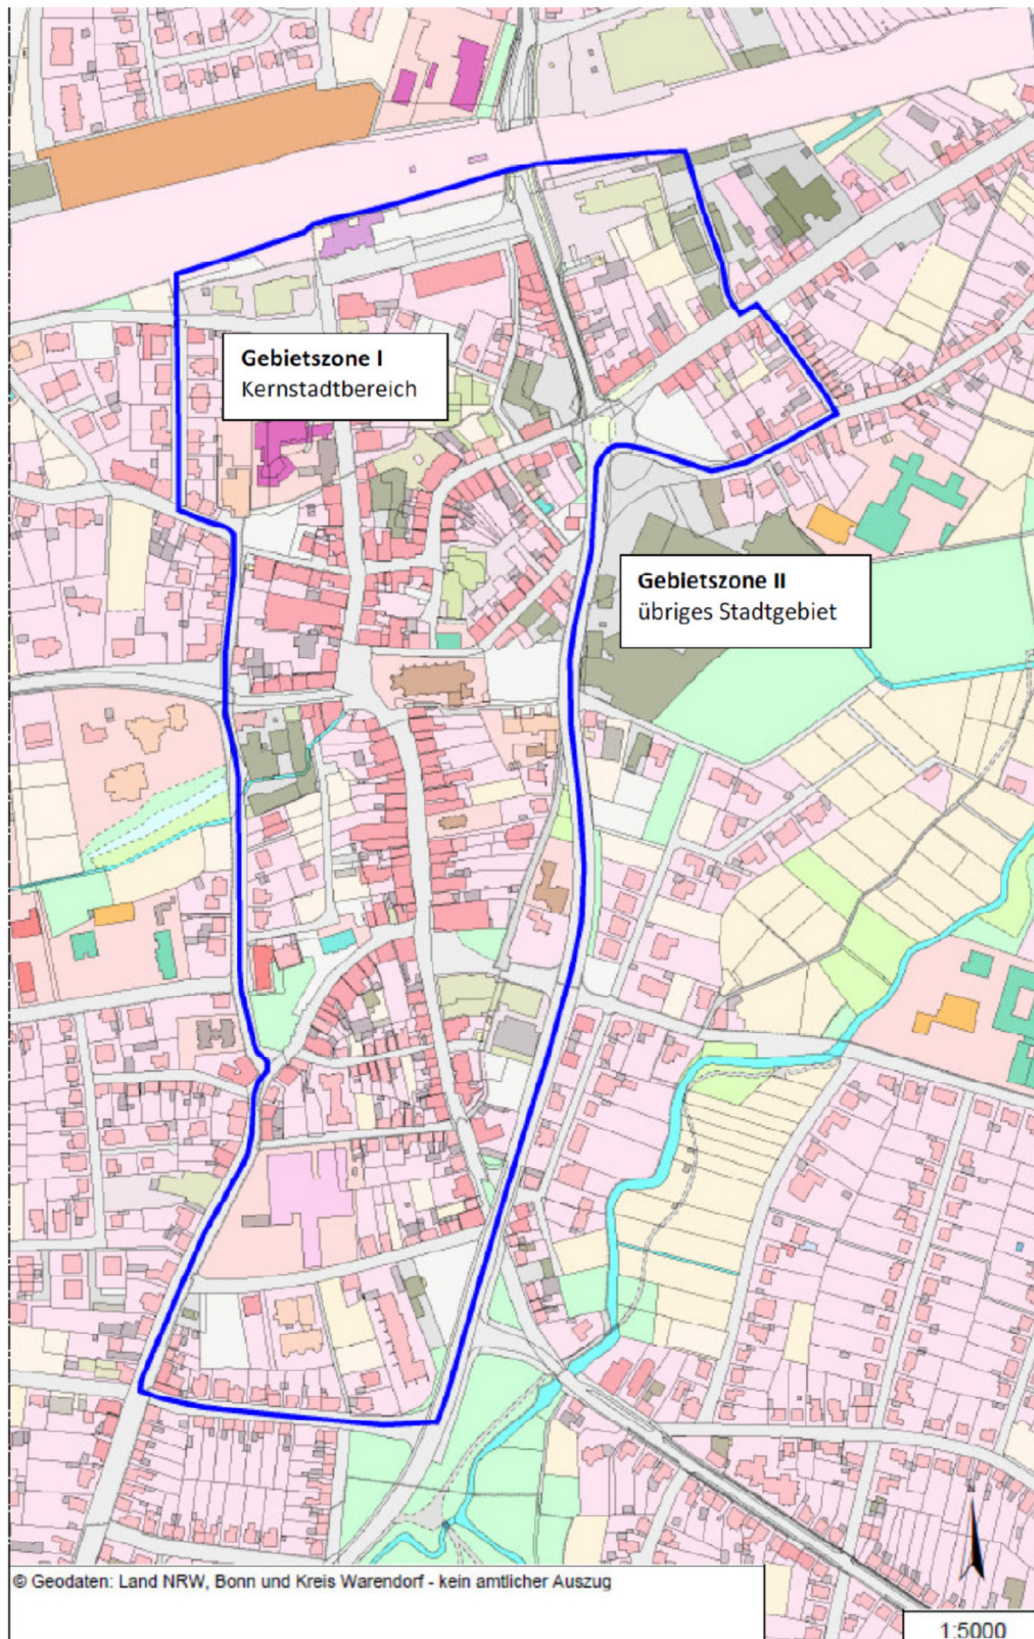 Gebietszone I
Kernstadtbereich
Gebietszone II
übriges Stadtgebiet
© Geodaten: Land NRW, Bonn und Kreis Warendorf - kein amtlicher Auszug
1:5000